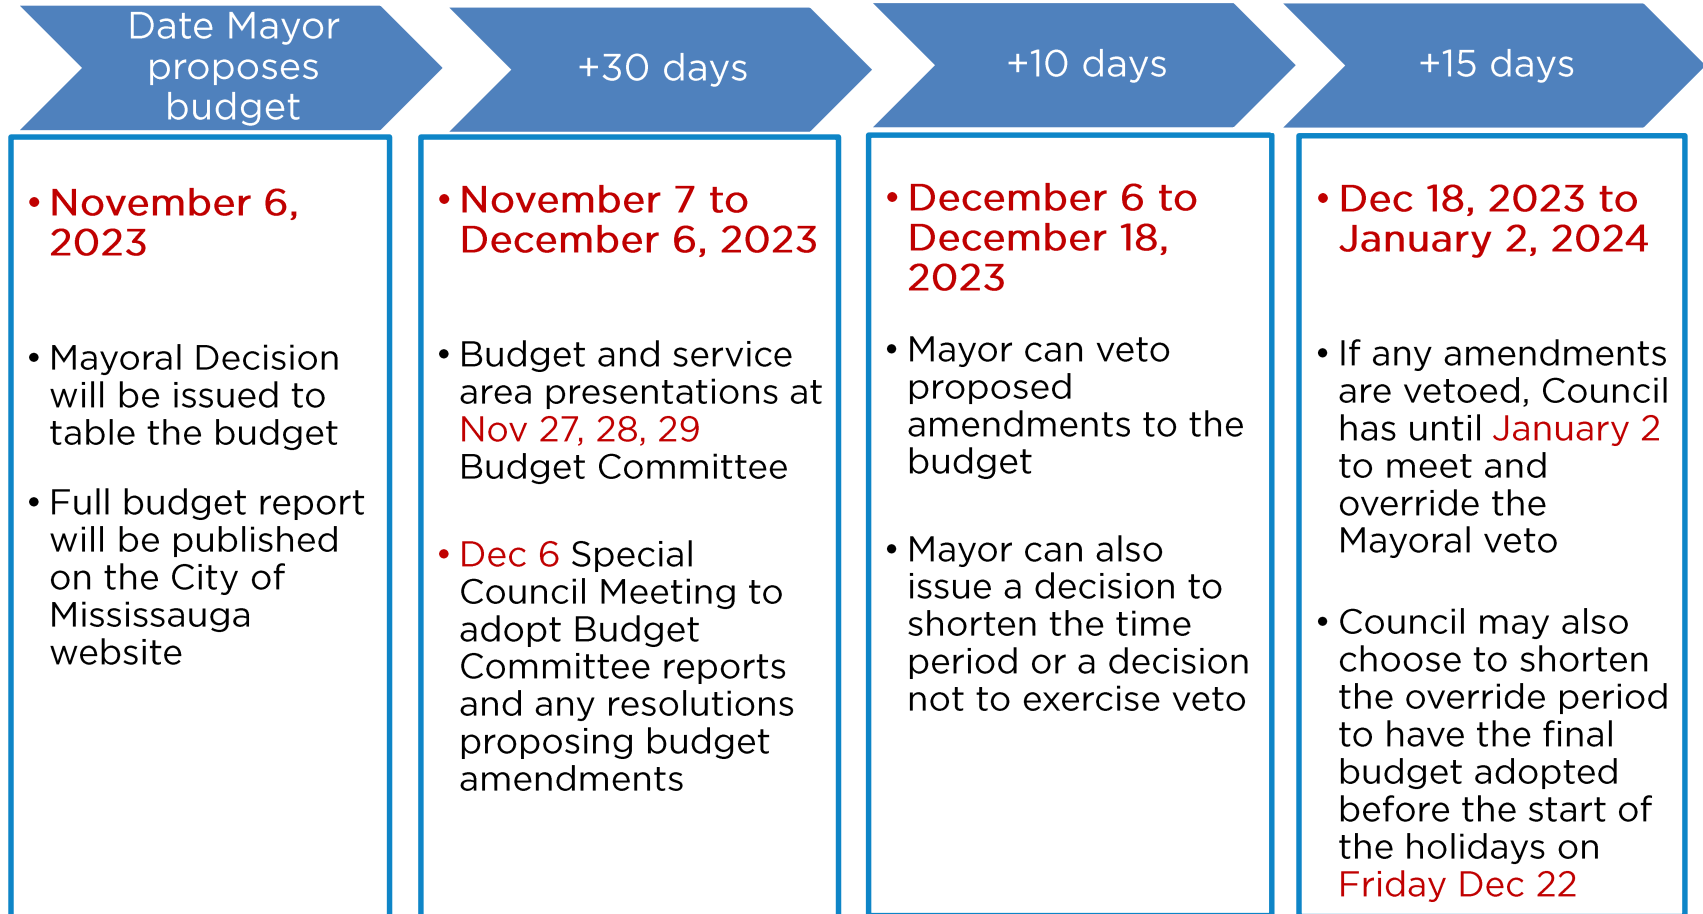 Date Mayor
proposes
budget
+30 days
+10 days
+15 days
• November 6,
2023
• Mayoral Decision
will be issued to
table the budget
• Full budget report
will be published
on the City of
Mississauga
website
• November 7 to
December 6, 2023
• Budget and service
area presentations at
Nov 27, 28, 29
Budget Committee
• Dec 6 Special
Council Meeting to
adopt Budget
Committee reports
and any resolutions
proposing budget
amendments
• December 6 to
December 18,
2023
• Mayor can veto
proposed
amendments to the
budget
• Mayor can also
issue a decision to
shorten the time
period or a decision
not to exercise veto
• Dec 18, 2023 to
January 2, 2024
• If any amendments
are vetoed, Council
has until January 2
to meet and
override the
Mayoral veto
• Council may also
choose to shorten
the override period
to have the final
budget adopted
before the start of
the holidays on
Friday Dec 22